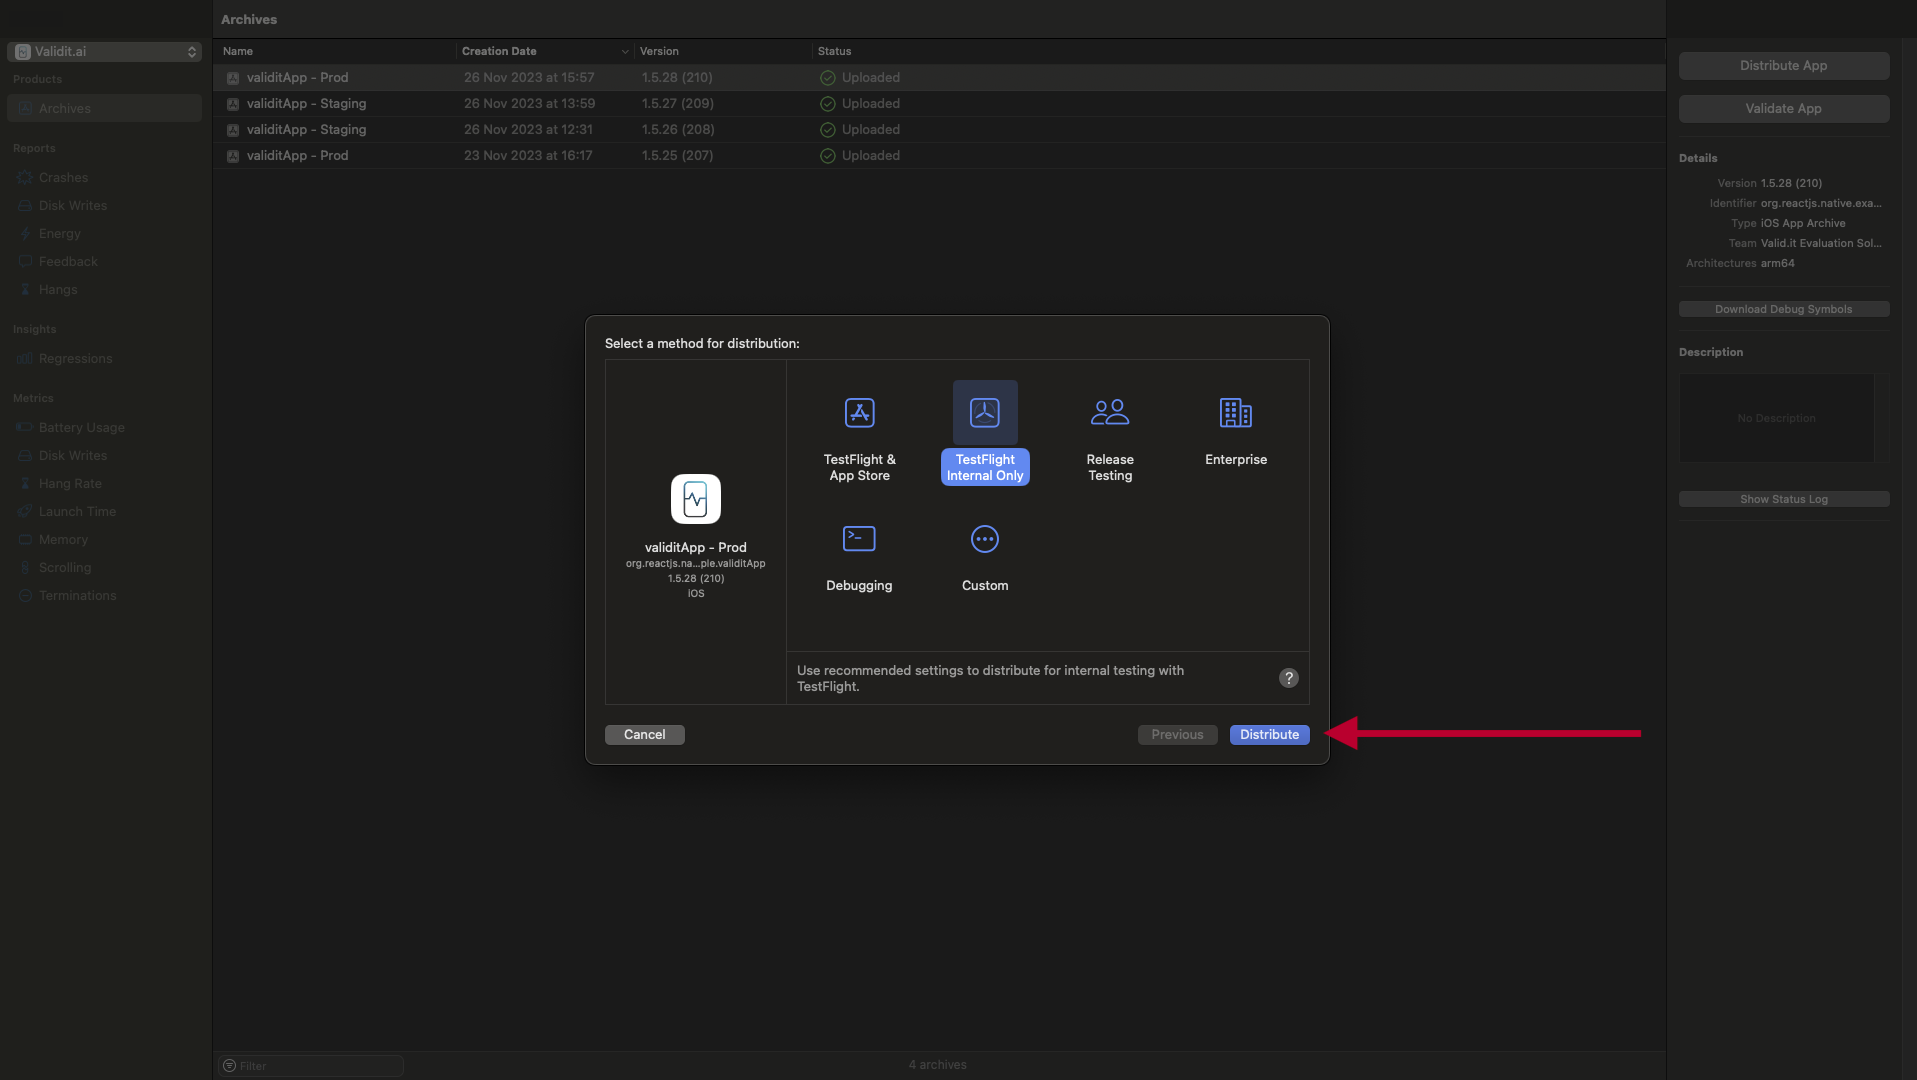 Archives
Validit.ai
Products
Archives
Reports
Crashes
Disk Writes
Energy
Feedback
Hangs
Insights
Regressions
Metrics
Battery Usage
Disk Writes
Hang Rate
Launch Time
Memory
Scrolling
Terminations
Name Creation Date Version Status
validitApp - Prod 26 Nov 2023 at 15:57 1.5.28 (210) Uploaded
validitApp - Staging 26 Nov 2023 at 13:59 1.5.27 (209) Uploaded
validitApp - Staging 26 Nov 2023 at 12:31 1.5.26 (208) Uploaded
validitApp - Prod 23 Nov 2023 at 16:17 1.5.25 (207) Uploaded
Select a method for distribution:
validitApp - Prod
org.reactjs.na...ple.validitApp
1.5.28 (210)
iOS
TestFlight &
App Store
TestFlight
Internal Only
Release
Testing
Enterprise
Debugging
Custom
Use recommended settings to distribute for internal testing with
TestFlight.
?
Cancel
Previous
Distribute
Filter
4 archives
Distribute App
Validate App
Details
Version 1.5.28 (210)
Identifier org.reactjs.native.exa...
Type iOS App Archive
Team Valid.it Evaluation Sol...
Architectures arm64
Download Debug Symbols
Description
No Description
Show Status Log